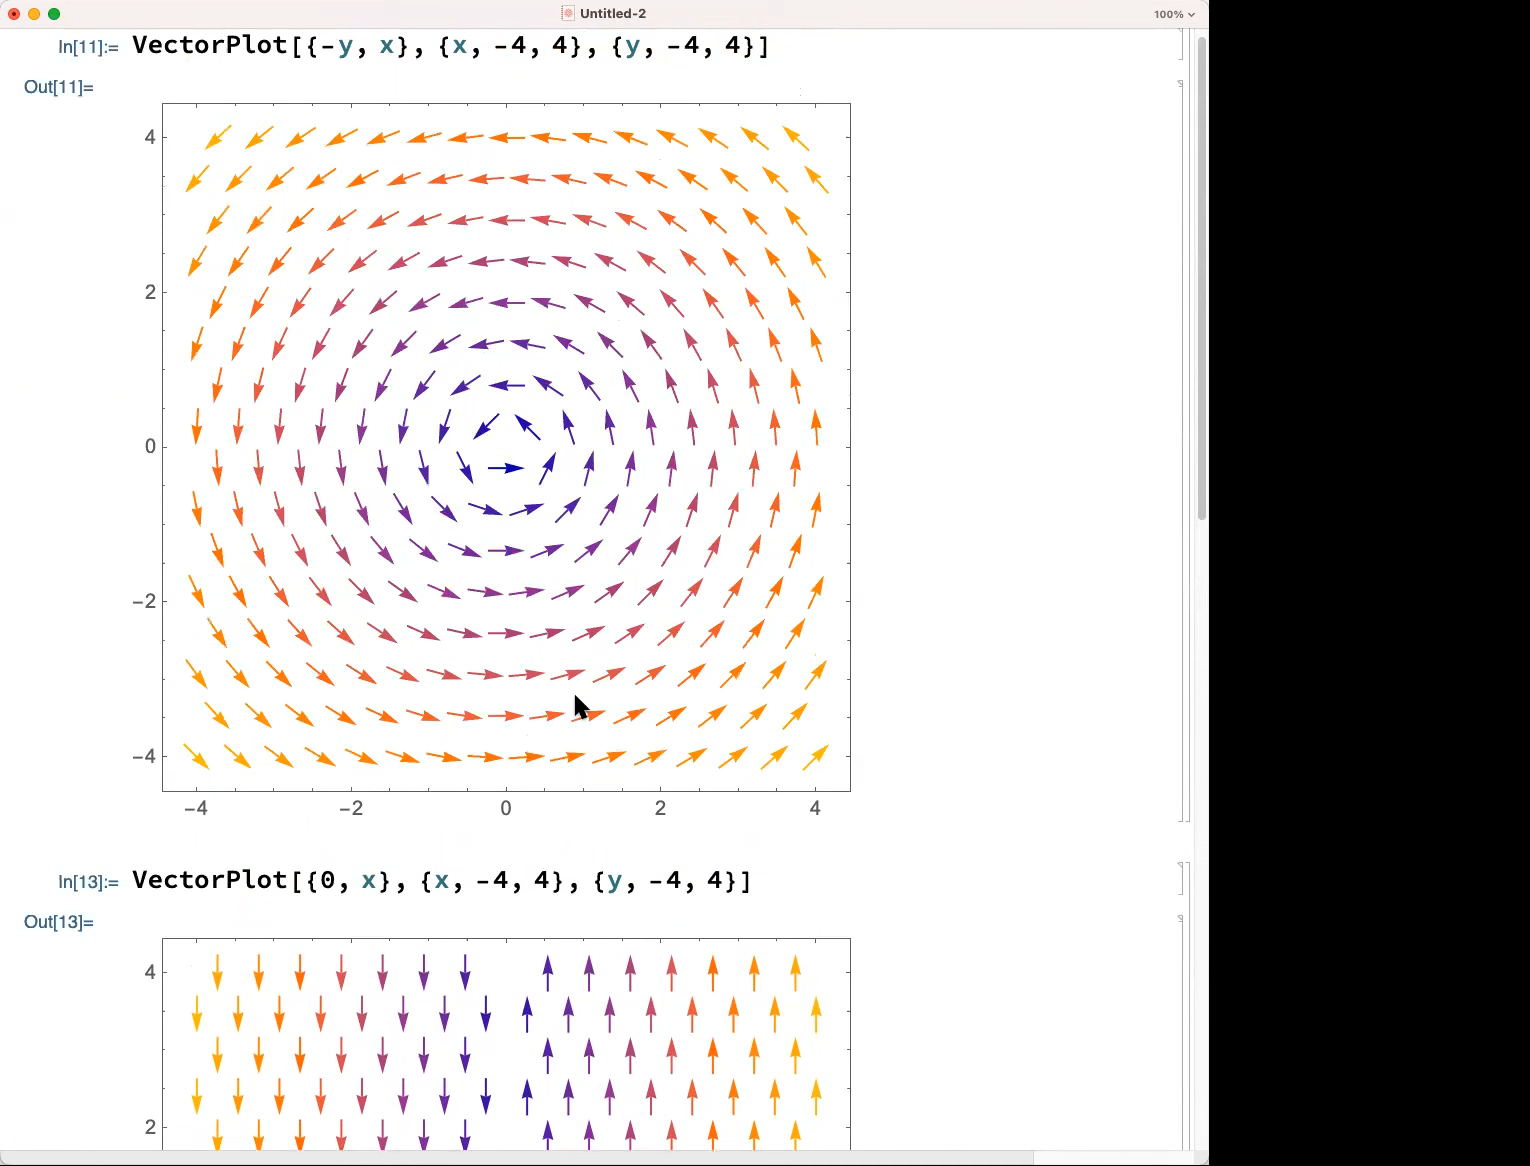 Untitled-2
100%
In[11]:= VectorPlot[{-y, x}, {x, -4, 4}, {y, -4, 4}]
Out[11]=
4
2
0
−2
−4
−4 −2 0 2 4
In[13]:= VectorPlot[{0, x}, {x, -4, 4}, {y, -4, 4}]
Out[13]=
4
2